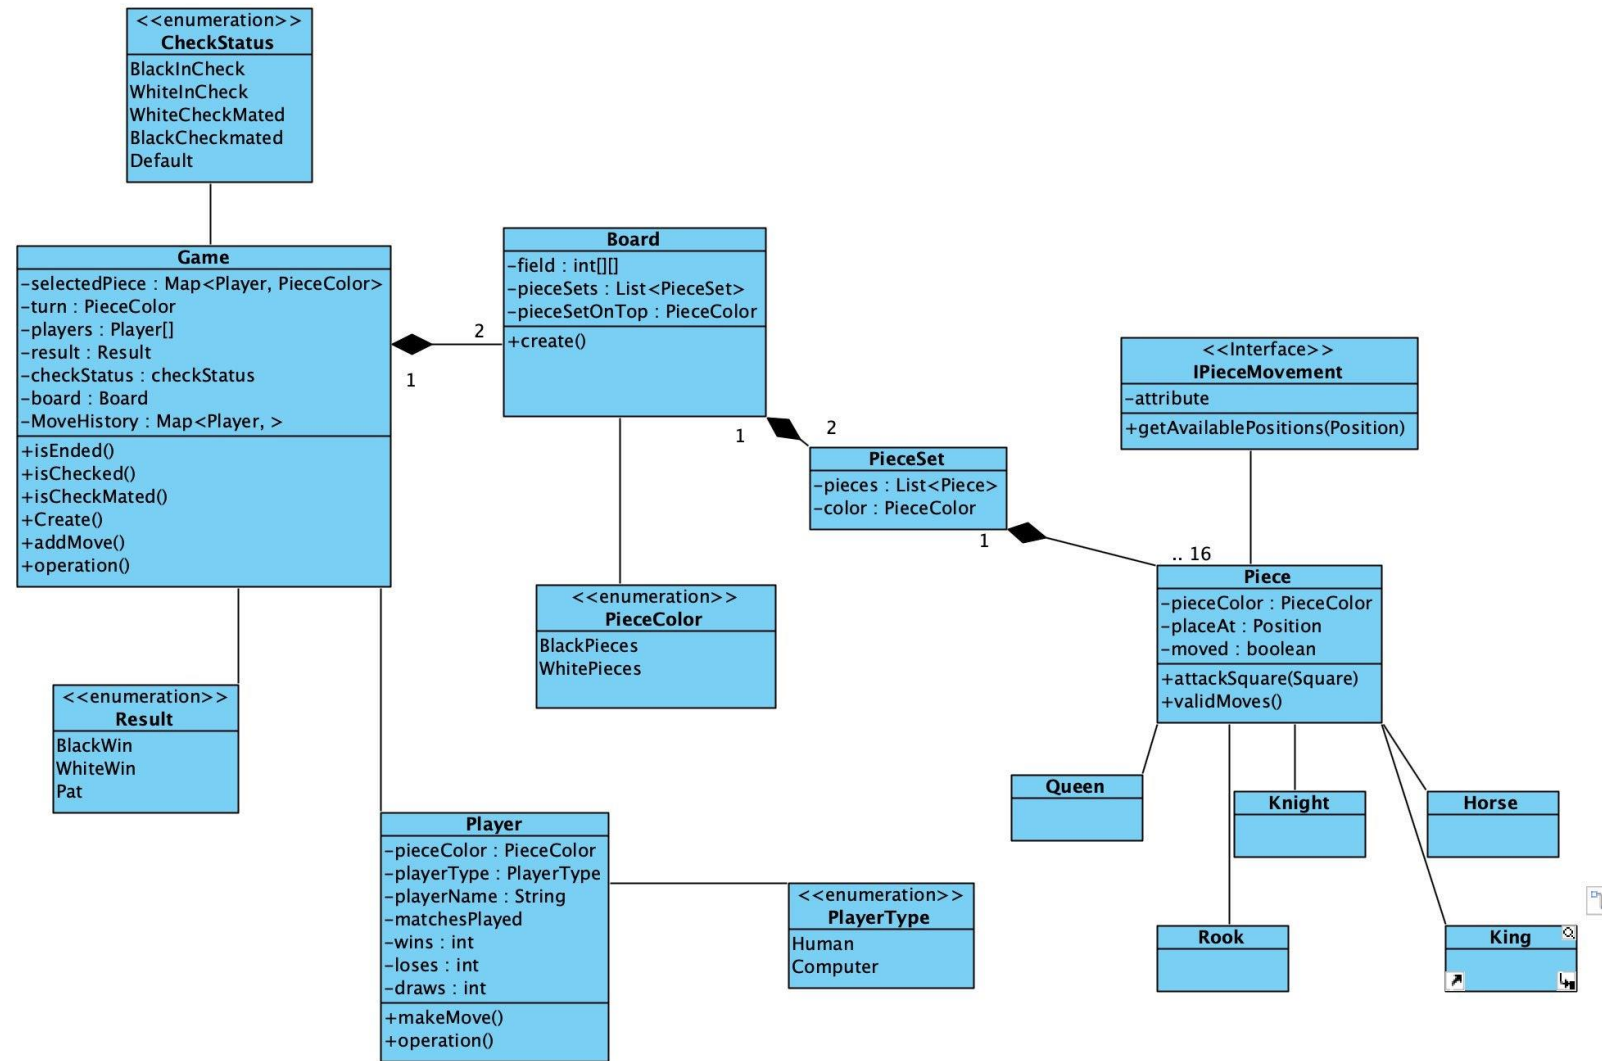 <<enumeration>>
CheckStatus
BlackInCheck
WhiteInCheck
WhiteCheckMated
BlackCheckmated
Default
Game
-selectedPiece : Map<Player, PieceColor>
-turn : PieceColor
-players : Player[]
-result : Result
-checkStatus : checkStatus
-board : Board
-MoveHistory : Map<Player, >
+isEnded()
+isChecked()
+isCheckMated()
+Create()
+addMove()
+operation()
1
2
Board
-field : int[][]
-pieceSets : List<PieceSet>
-pieceSetOnTop : PieceColor
+create()
1
2
PieceSet
-pieces : List<Piece>
-color : PieceColor
1
.. 16
<<Interface>>
IPieceMovement
-attribute
+getAvailablePositions(Position)
Piece
-pieceColor : PieceColor
-placeAt : Position
-moved : boolean
+attackSquare(Square)
+validMoves()
<<enumeration>>
PieceColor
BlackPieces
WhitePieces
<<enumeration>>
Result
BlackWin
WhiteWin
Pat
Player
-pieceColor : PieceColor
-playerType : PlayerType
-playerName : String
-matchesPlayed
-wins : int
-loses : int
-draws : int
+makeMove()
+operation()
<<enumeration>>
PlayerType
Human
Computer
Queen
Knight
Horse
Rook
King